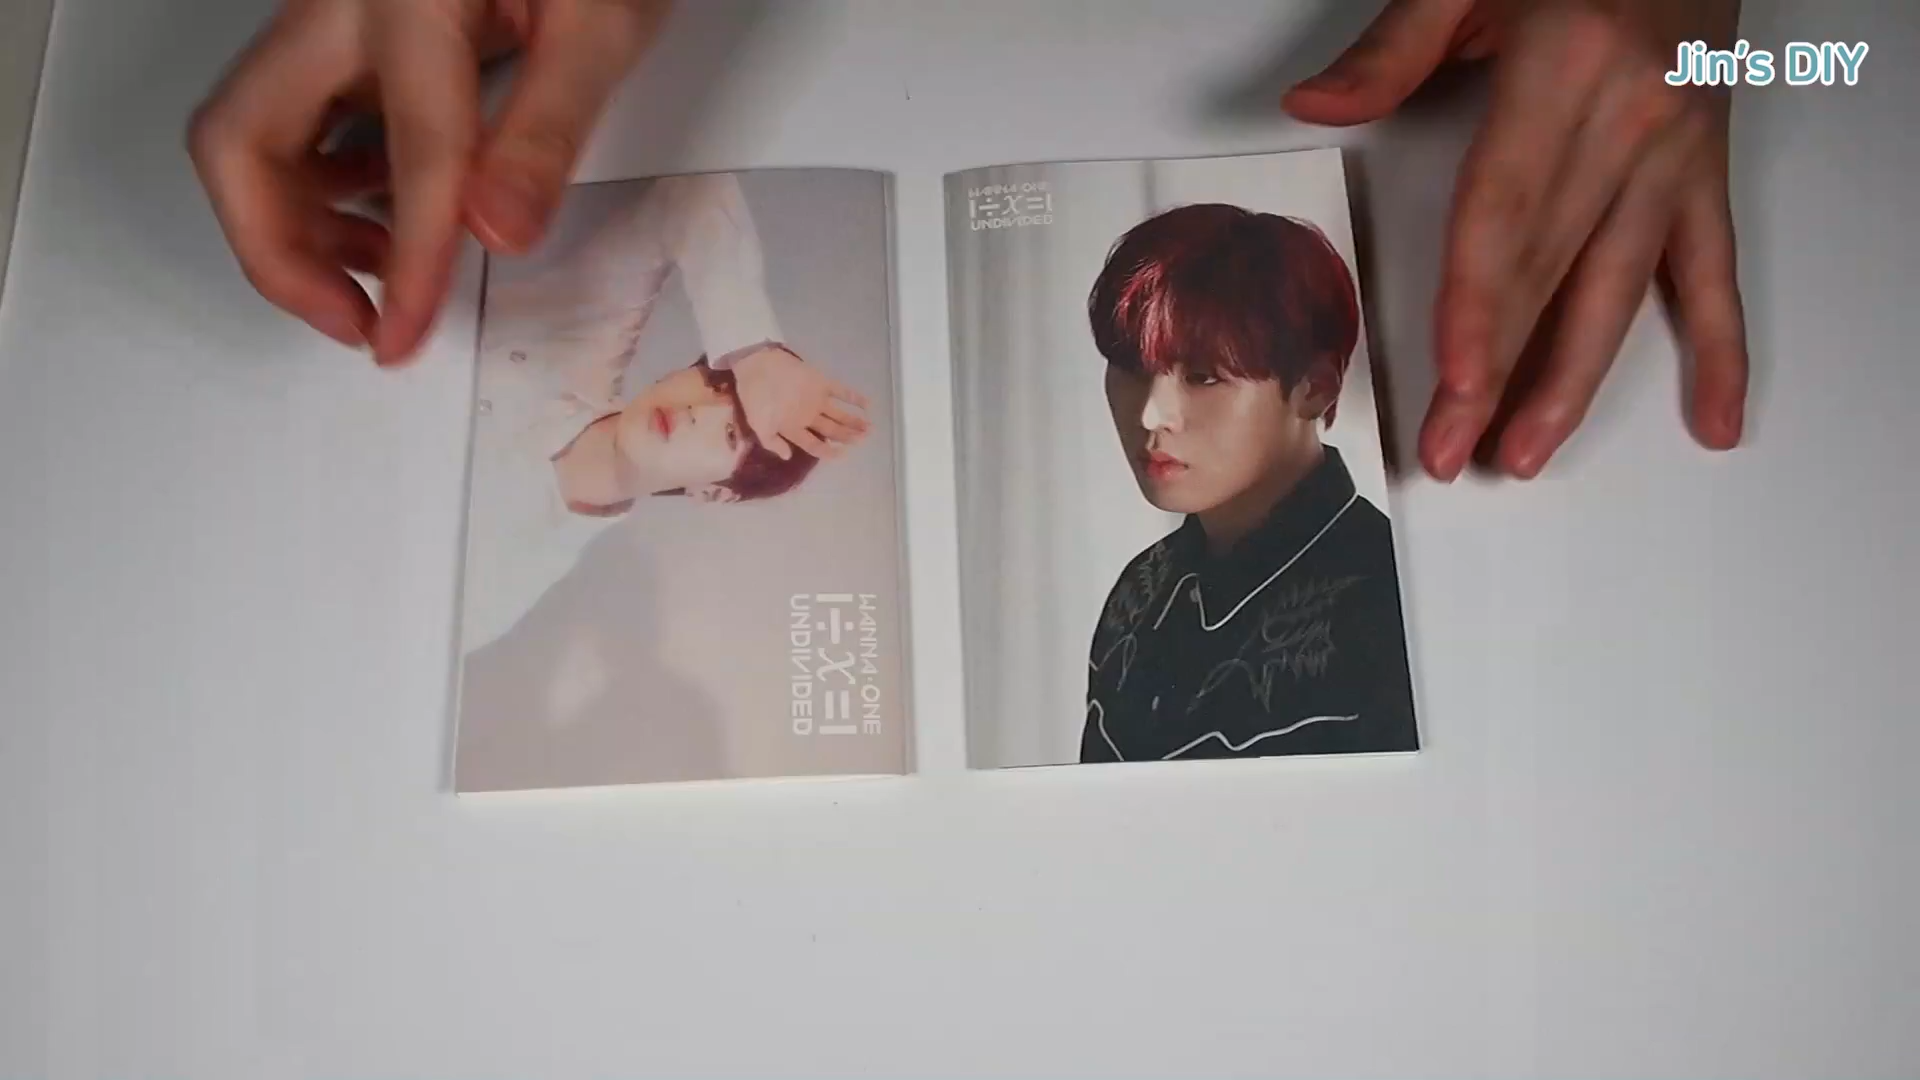 Jin's DIY
WANNA·ONE
1÷χ=1
UNDIVIDED
WANNA·ONE
1÷χ=1
UNDIVIDED